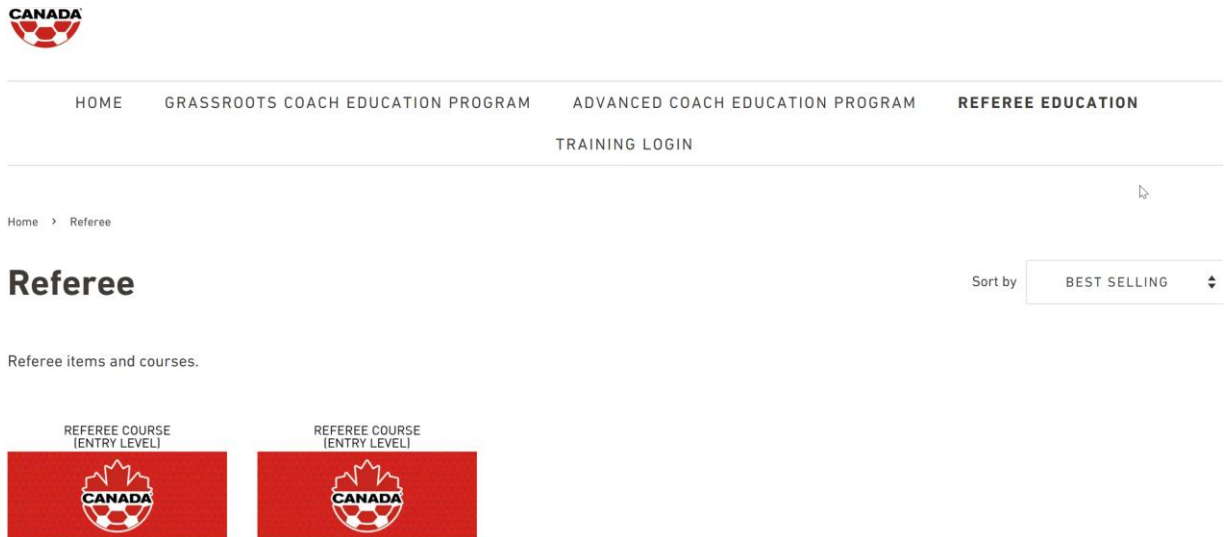 CANADA
HOME GRASSROOTS COACH EDUCATION PROGRAM ADVANCED COACH EDUCATION PROGRAM REFEREE EDUCATION
TRAINING LOGIN
Home > Referee
Referee
Sort by BEST SELLING
Referee items and courses.
REFEREE COURSE
(ENTRY LEVEL)
CANADA
REFEREE COURSE
(ENTRY LEVEL)
CANADA